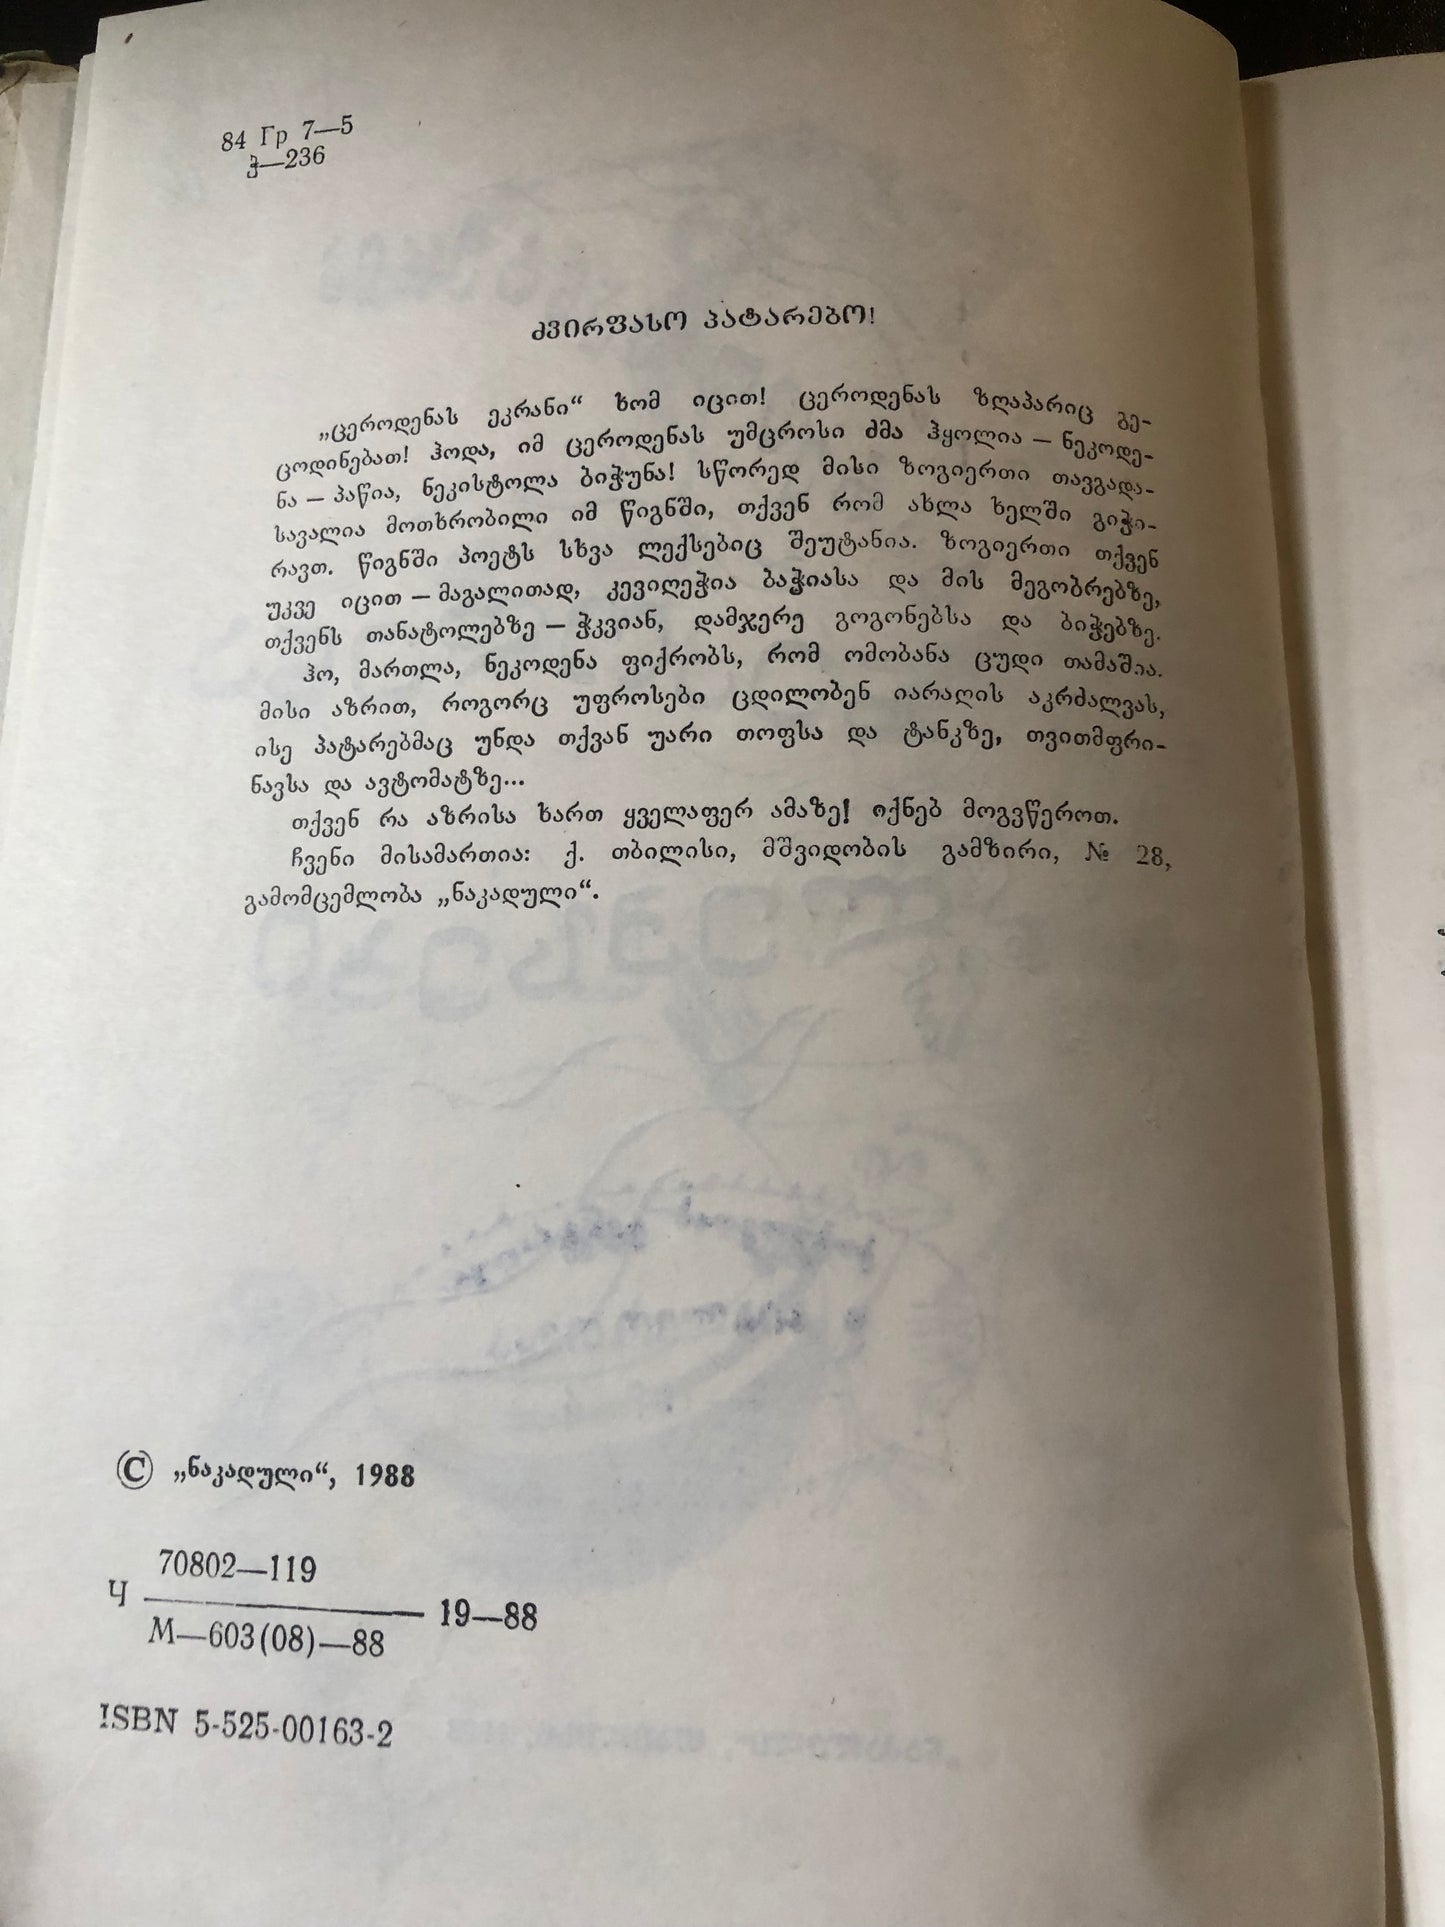 84 Гр 7—5
ჭ—236
ძვირფასო პატარებო!
„ცეროდენას ეკრანი“ ხომ იცით! ცეროდენას ზღაპარიც გე-
ცოდინებათ! ჰოდა, იმ ცეროდენას უმცროსი ძმა ჰყოლია — ნეკოდე-
ნა — პაწია, ნეკისტოლა ბიჭუნა! სწორედ მისი ზოგიერთი თავგადა-
სავალია მოთხრობილი იმ წიგნში, თქვენ რომ ახლა ხელში გიჭი-
რავთ. წიგნში პოეტს სხვა ლექსებიც შეუტანია. ზოგიერთი თქვენ
უკვე იცით — მაგალითად, კევიღეჭია ბაჭიასა და მის მეგობრებზე,
თქვენს თანატოლებზე — ჭკვიან, დამჯერე გოგონებსა და ბიჭებზე.
ჰო, მართლა, ნეკოდენა ფიქრობს, რომ ომობანა ცუდი თამაშია.
მისი აზრით, როგორც უფროსები ცდილობენ იარაღის აკრძალვას,
ისე პატარებმაც უნდა თქვან უარი თოფსა და ტანკზე, თვითმფრი-
ნავსა და ავტომატზე...
თქვენ რა აზრისა ხართ ყველაფერ ამაზე! იქნებ მოგვწეროთ.
ჩვენი მისამართია: ქ. თბილისი, მშვიდობის გამზირი, № 28,
გამომცემლობა „ნაკადული“.
© „ნაკადული“, 1988
70802—119
Ч 19—88
М—603(08)—88
ISBN 5-525-00163-2